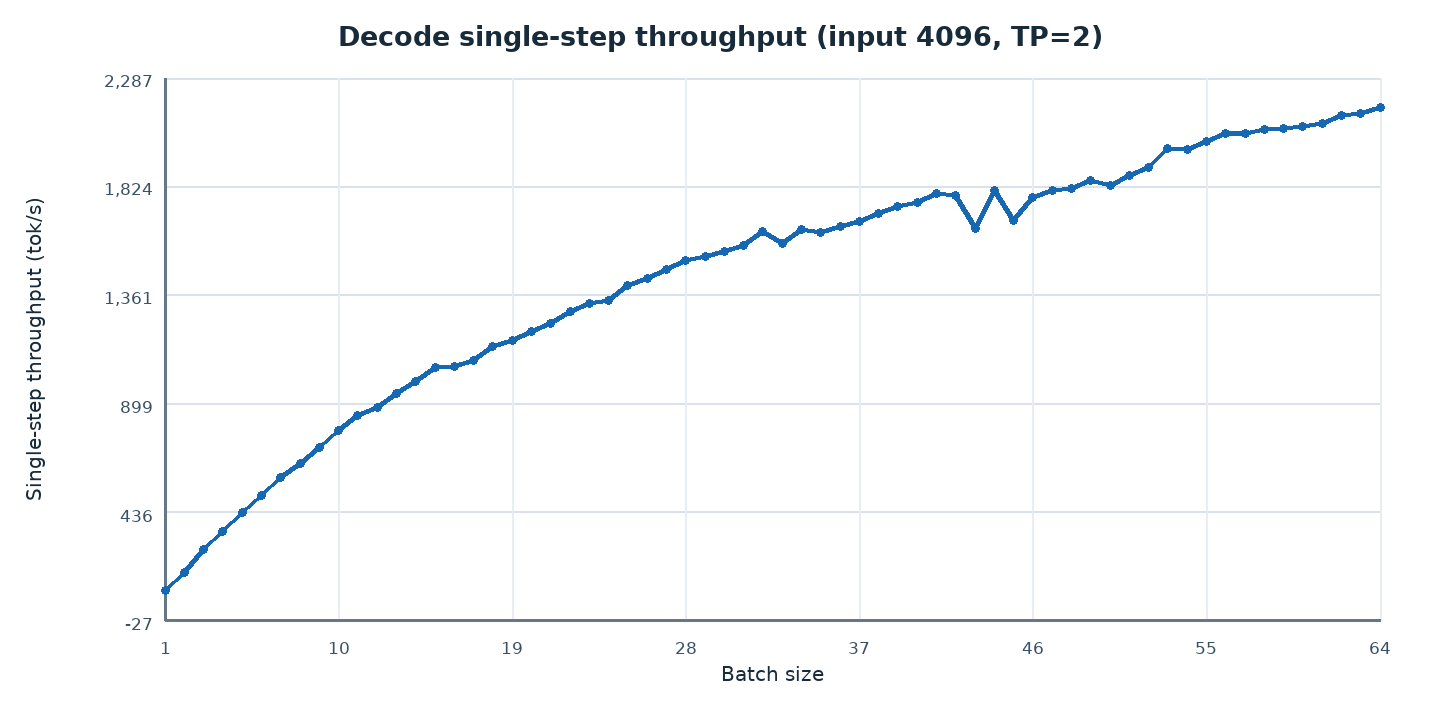 Decode single-step throughput (input 4096, TP=2)
Single-step throughput (tok/s)
2,287
1,824
1,361
899
436
-27
1 10 19 28 37 46 55 64
Batch size